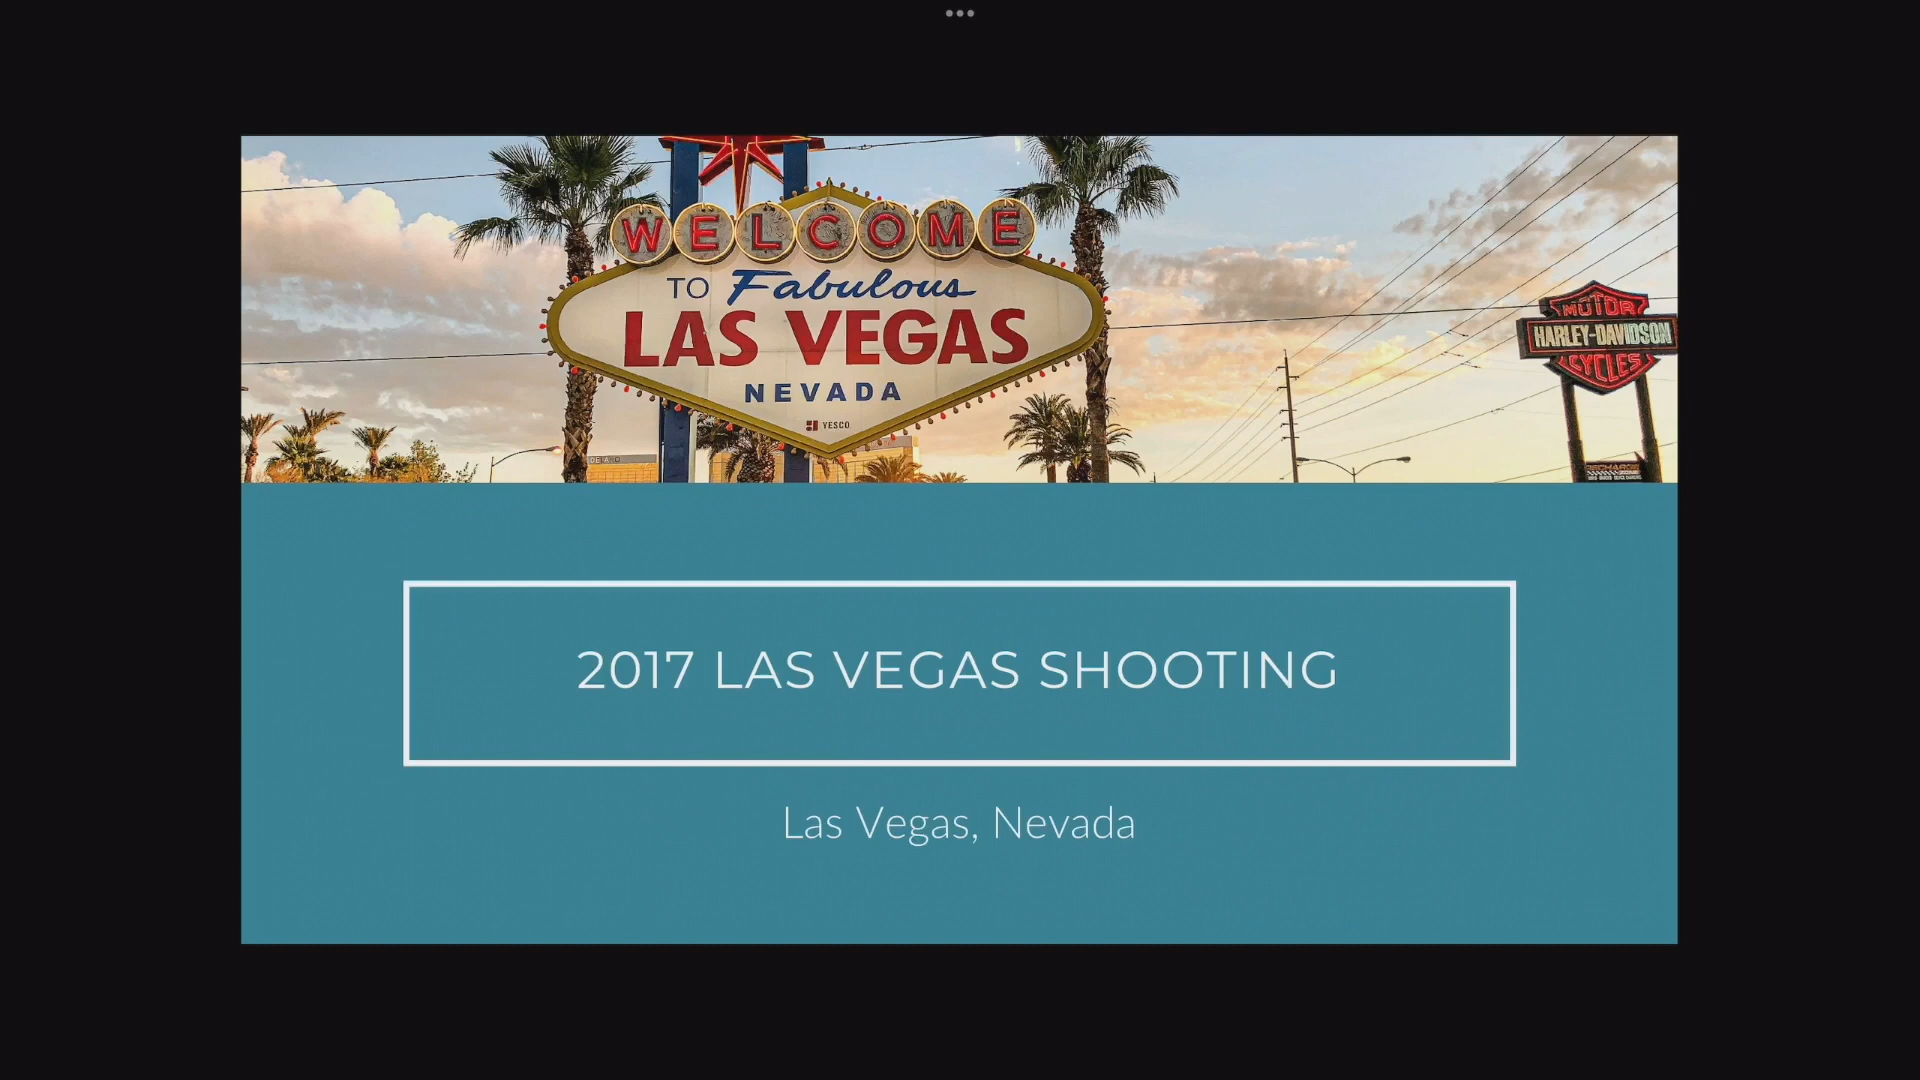 WELCOME
TO Fabulous
LAS VEGAS
NEVADA
YESCO
MOTOR
HARLEY-DAVIDSON
CYCLES
2017 LAS VEGAS SHOOTING
Las Vegas, Nevada